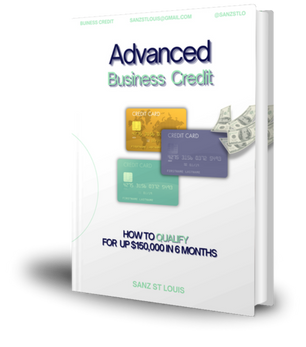 BUSINESS CREDIT SANZSTLOUIS@GMAIL.COM @SANZSTLO
Advanced
Business Credit
CREDIT CARD
CREDIT CARD
HOW TO QUALIFY
FOR UP $150,000 IN 6 MONTHS
SANZ ST LOUIS